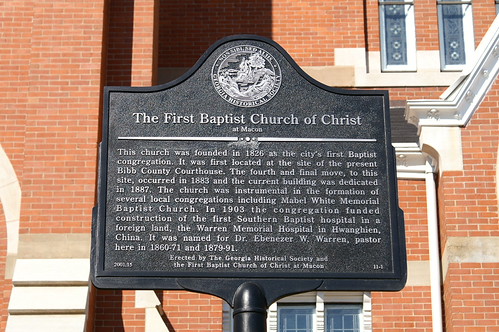 The First Baptist Church of Christ
at Macon
This church was founded in 1826 as the city's first Baptist
congregation. It was first located at the site of the present
Bibb County Courthouse. The fourth and final move, to this
site, occurred in 1883 and the current building was dedicated
in 1887. The church was instrumental in the formation of
several local congregations including Mabel White Memorial
Baptist Church. In 1903 the congregation funded
construction of the first Southern Baptist hospital in a
foreign land, the Warren Memorial Hospital in Hwanghien,
China. It was named for Dr. Ebenezer W. Warren, pastor
here in 1860-71 and 1879-91.
Erected by The Georgia Historical Society and
the First Baptist Church of Christ at Macon
11-1